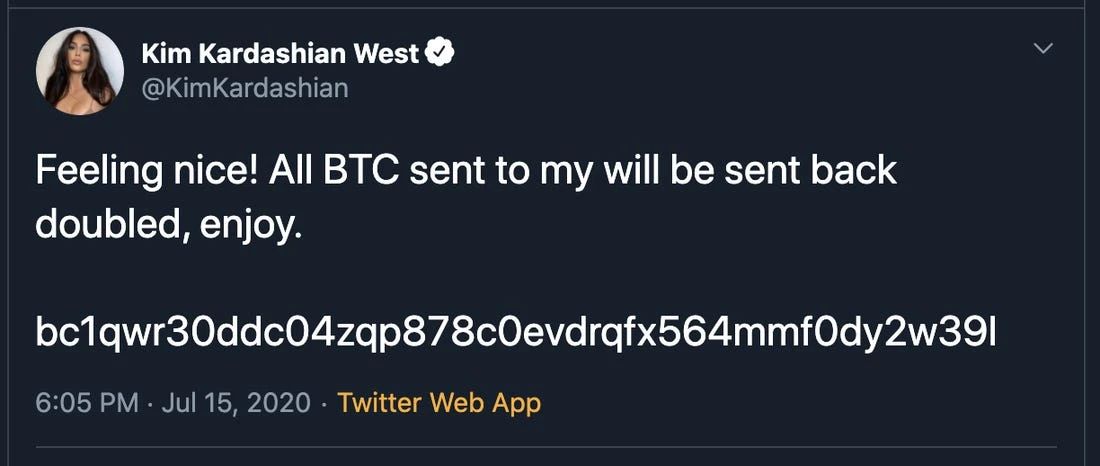 Kim Kardashian West
@KimKardashian
Feeling nice! All BTC sent to my will be sent back
doubled, enjoy.
bc1qwr30ddc04zqp878c0evdrqfx564mmf0dy2w39l
6:05 PM · Jul 15, 2020 · Twitter Web App